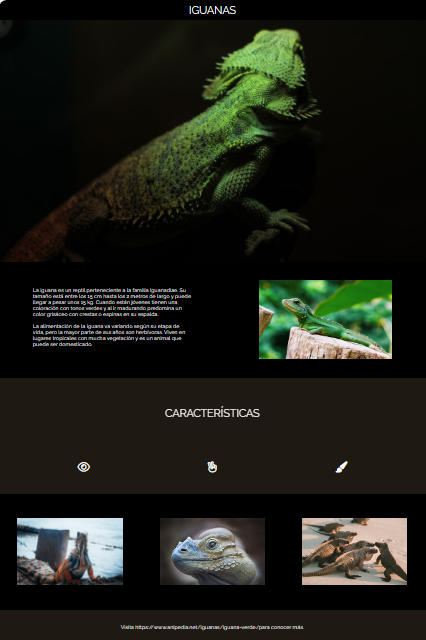 IGUANAS
La iguana es un reptil perteneciente a la familia Iguanadiae. Su
tamaño está entre los 15 cm hasta los 2 metros de largo y puede
llegar a pesar unos 15 kg. Cuando están jóvenes tienen una
coloración con tonos verdes y al ir madurando predomina un
color grisáceo con crestas o espinas en su espalda.
La alimentación de la iguana va variando según su etapa de
vida, pero la mayor parte de sus años son herbívoras. Viven en
lugares tropicales con mucha vegetación y es un animal que
puede ser domesticado.
CARACTERÍSTICAS
Visita https://www.anipedia.net/iguanas/iguana-verde/para conocer más.